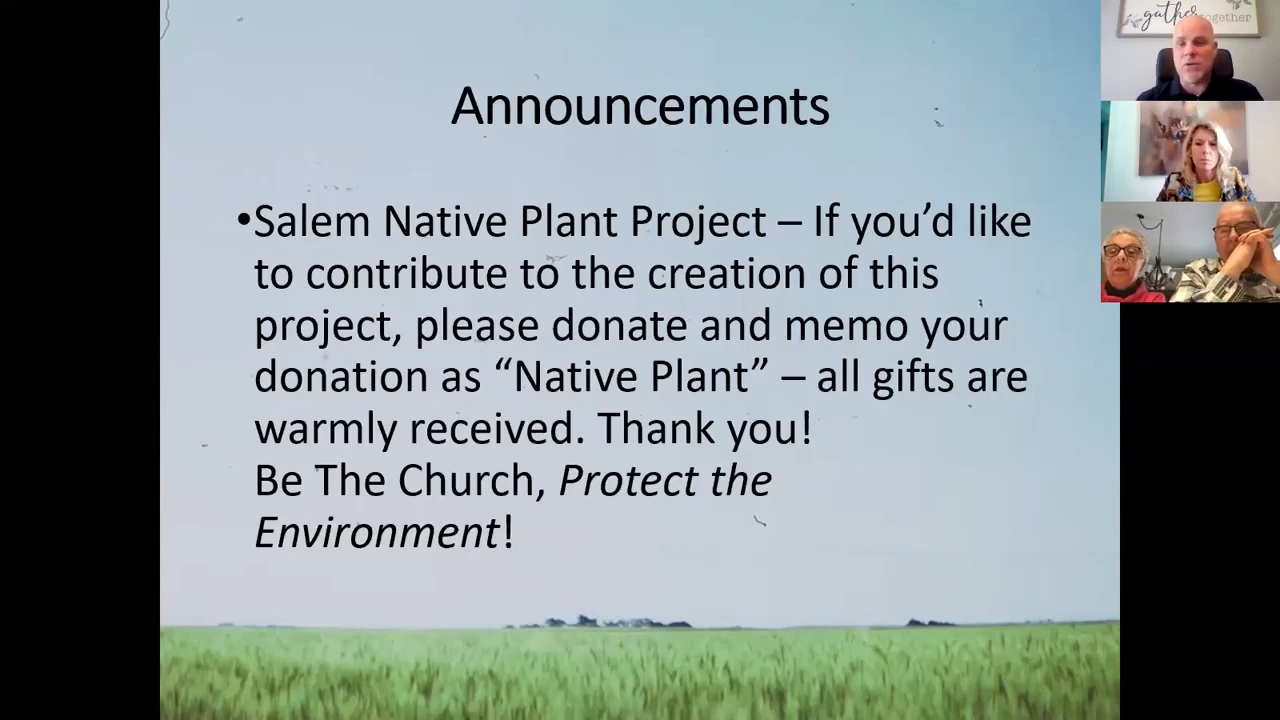 gather together
Announcements
•Salem Native Plant Project – If you’d like
to contribute to the creation of this
project, please donate and memo your
donation as “Native Plant” – all gifts are
warmly received. Thank you!
Be The Church, Protect the
Environment!